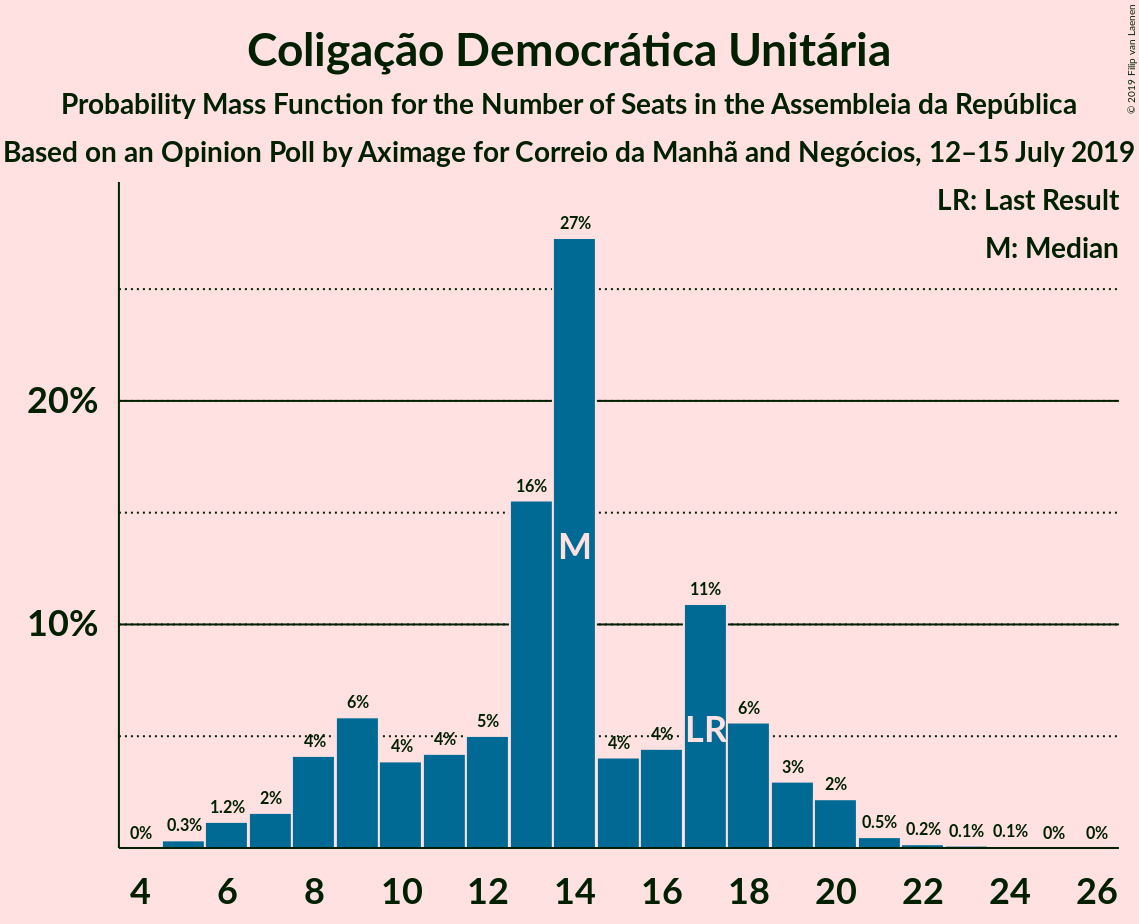 Coligação Democrática Unitária
Probability Mass Function for the Number of Seats in the Assembleia da República
Based on an Opinion Poll by Aximage for Correio da Manhã and Negócios, 12–15 July 2019
© 2019 Filip van Laenen
LR: Last Result
M: Median
27%
20%
16%
M
11%
10%
6%
6%
LR
5%
4%
4%
4%
4%
4%
3%
2%
2%
1.2%
0.5%
0.3%
0.2%
0.1%
0.1%
0%
0%
0%
4 6 8 10 12 14 16 18 20 22 24 26